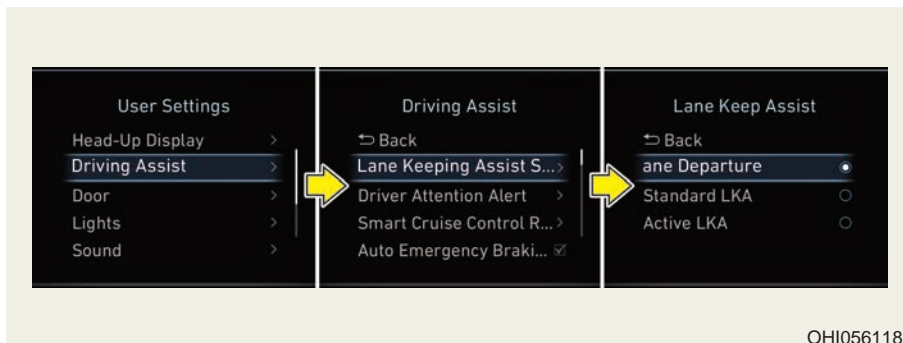 User Settings
Head-Up Display >
Driving Assist >
Door >
Lights >
Sound >
Driving Assist
⮌ Back
Lane Keeping Assist S... >
Driver Attention Alert >
Smart Cruise Control R... >
Auto Emergency Braki...
Lane Keep Assist
⮌ Back
ane Departure
Standard LKA
Active LKA
OHI056118